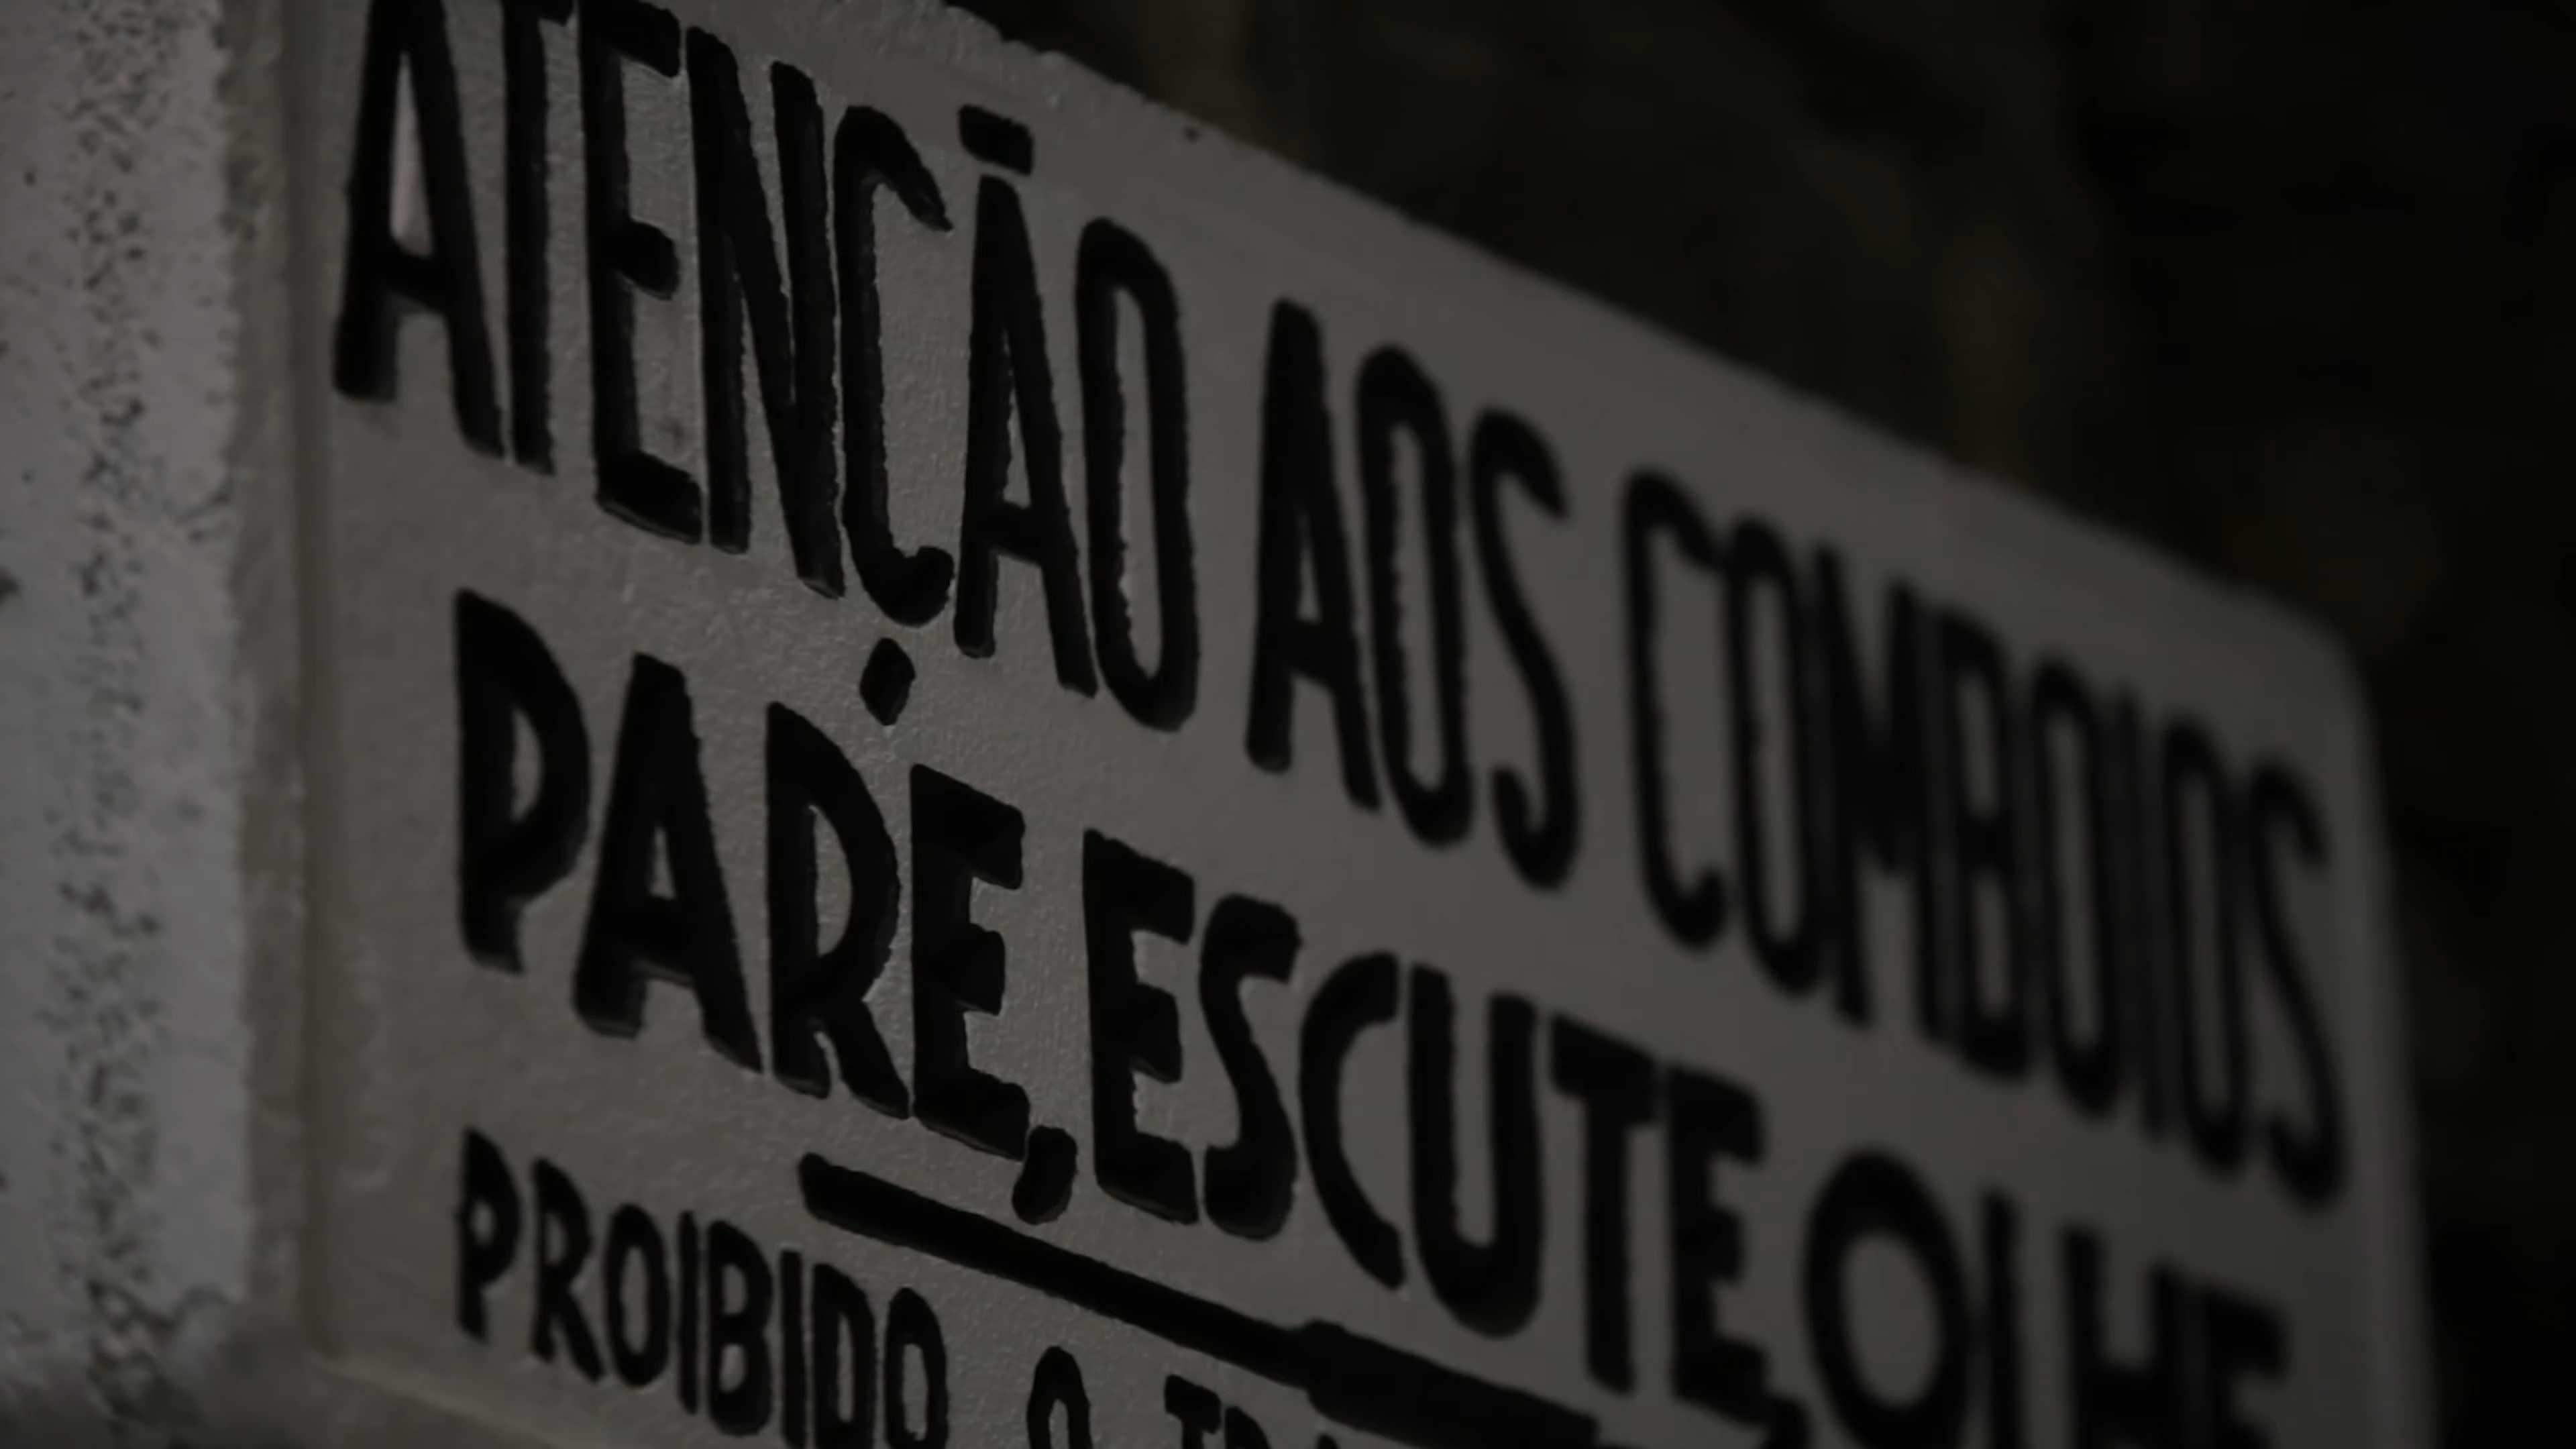 ATENÇÃO AOS COMBOIOS
PARE, ESCUTE, OLHE
PROIBIDO O